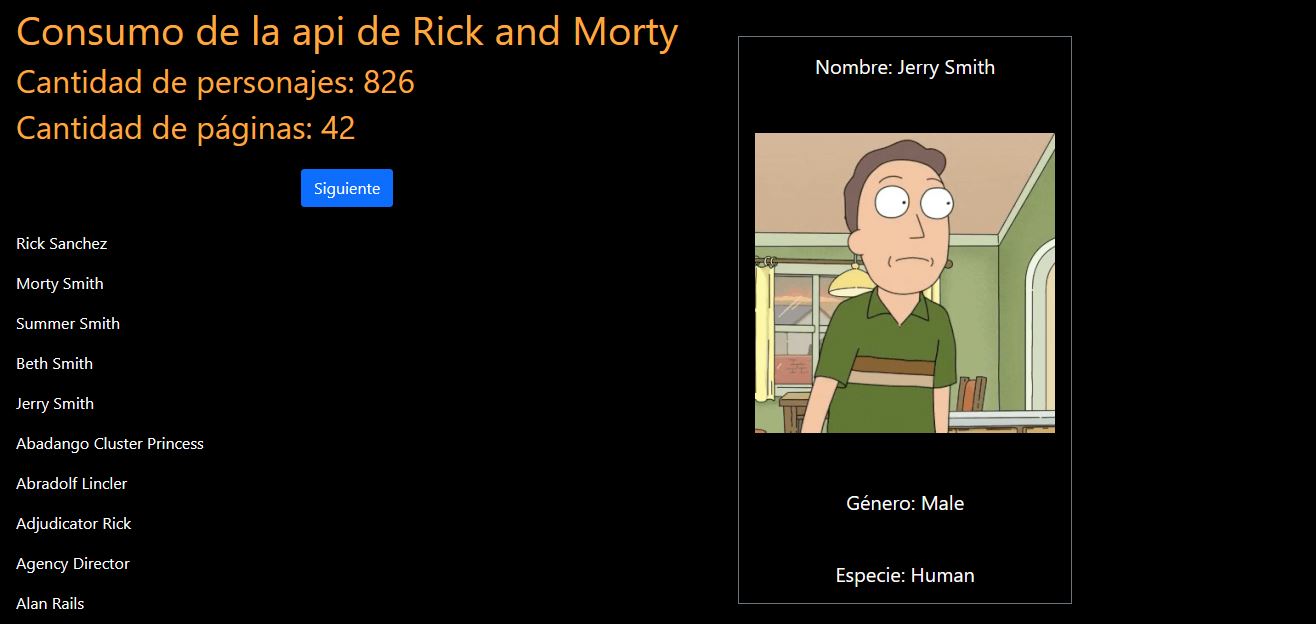 Consumo de la api de Rick and Morty
Cantidad de personajes: 826
Cantidad de páginas: 42
Siguiente
Rick Sanchez
Morty Smith
Summer Smith
Beth Smith
Jerry Smith
Abadango Cluster Princess
Abradolf Lincler
Adjudicator Rick
Agency Director
Alan Rails
Nombre: Jerry Smith
Género: Male
Especie: Human